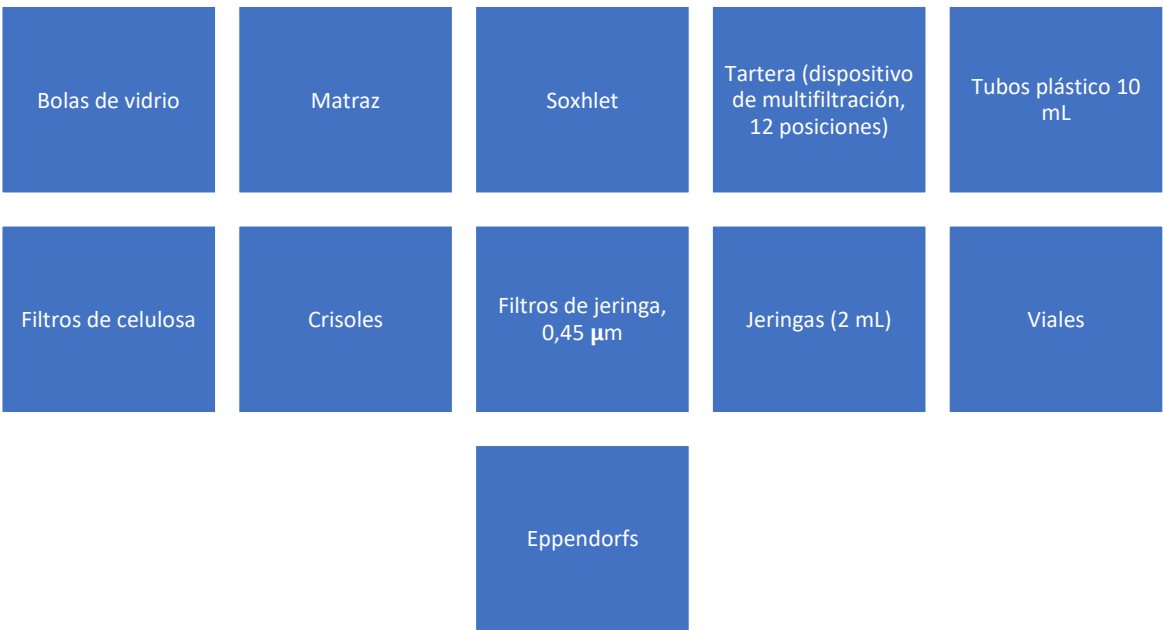 Bolas de vidrio
Matraz
Soxhlet
Tartera (dispositivo
de multifiltración,
12 posiciones)
Tubos plástico 10
mL
Filtros de celulosa
Crisoles
Filtros de jeringa,
0,45 µm
Jeringas (2 mL)
Viales
Eppendorfs